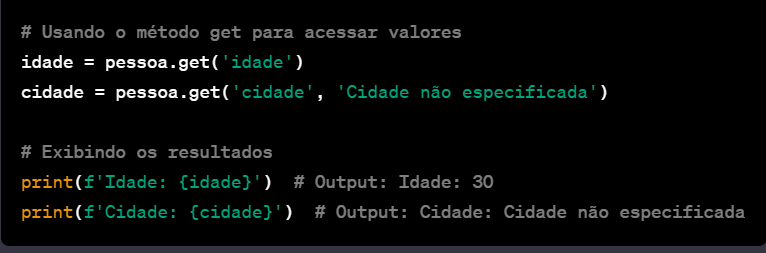 # Usando o método get para acessar valores
idade = pessoa.get('idade')
cidade = pessoa.get('cidade', 'Cidade não especificada')
# Exibindo os resultados
print(f'Idade: {idade}')  # Output: Idade: 30
print(f'Cidade: {cidade}')  # Output: Cidade: Cidade não especificada